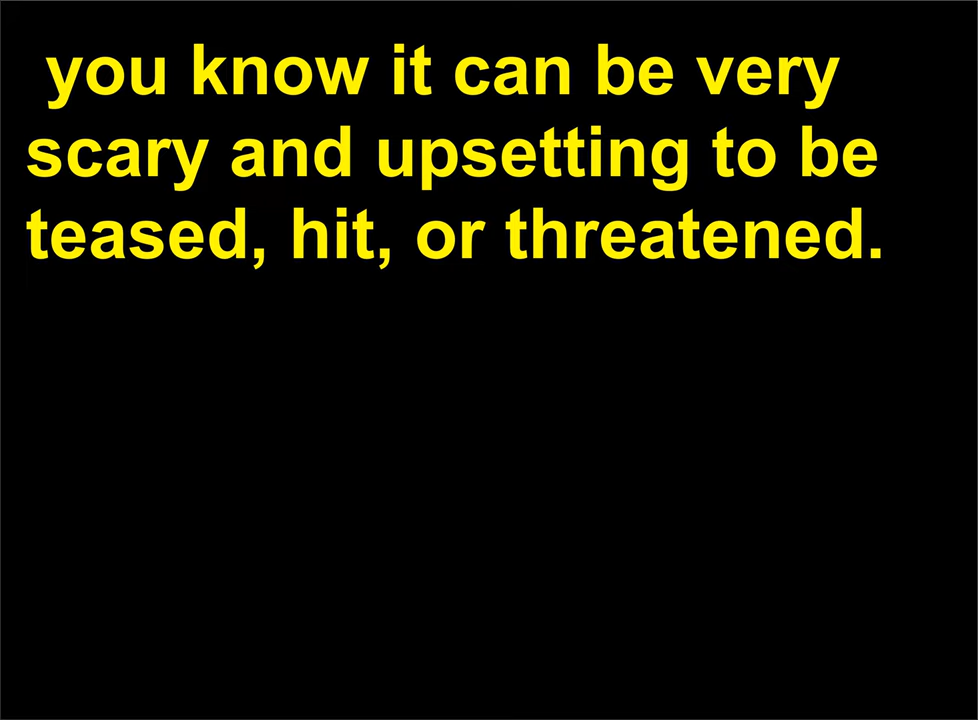 you know it can be very
scary and upsetting to be
teased, hit, or threatened.